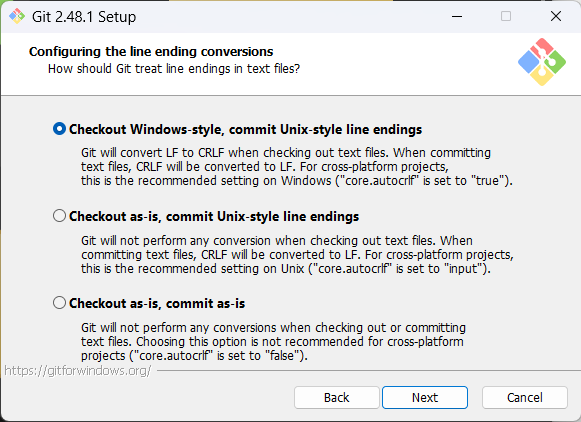 Git 2.48.1 Setup
Configuring the line ending conversions
How should Git treat line endings in text files?
Checkout Windows-style, commit Unix-style line endings
Git will convert LF to CRLF when checking out text files. When committing
text files, CRLF will be converted to LF. For cross-platform projects,
this is the recommended setting on Windows ("core.autocrlf" is set to "true").
Checkout as-is, commit Unix-style line endings
Git will not perform any conversion when checking out text files. When
committing text files, CRLF will be converted to LF. For cross-platform projects,
this is the recommended setting on Unix ("core.autocrlf" is set to "input").
Checkout as-is, commit as-is
Git will not perform any conversions when checking out or committing
text files. Choosing this option is not recommended for cross-platform
projects ("core.autocrlf" is set to "false").
https://gitforwindows.org/
Back
Next
Cancel